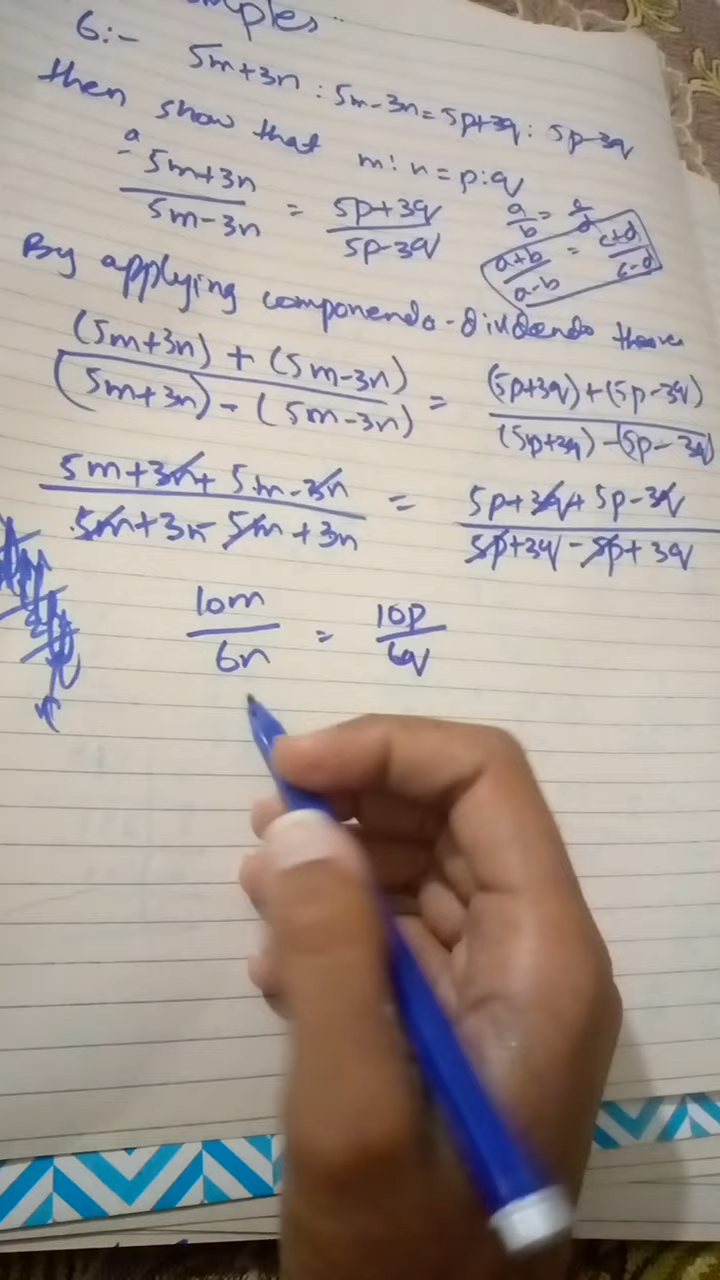 6:- 5m+3n : 5m-3n = 5p+3q : 5p-3q
then show that m:n = p:q
5m+3n / 5m-3n = 5p+3q / 5p-3q
a/b = c/d
a+b / a-b = c+d / c-d
By applying componendo-dividendo
(5m+3n) + (5m-3n) / (5m+3n) - (5m-3n) = (5p+3q)+(5p-3q) / (5p+3q)-(5p-3q)
5m+3n+5m-3n / 5m+3n-5m+3n = 5p+3q+5p-3q / 5p+3q-5p+3q
10m / 6n = 10p / 6q